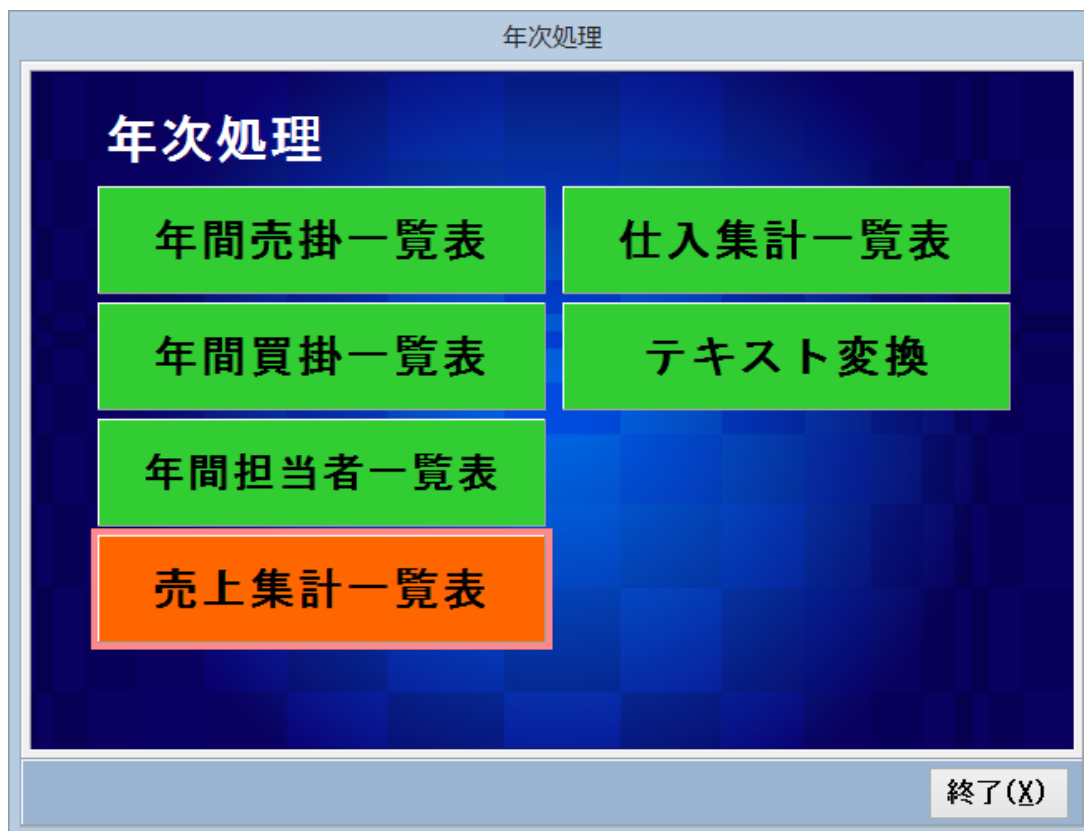 年次処理
年次処理
年間売掛一覧表
仕入集計一覧表
年間買掛一覧表
テキスト変換
年間担当者一覧表
売上集計一覧表
終了(X)